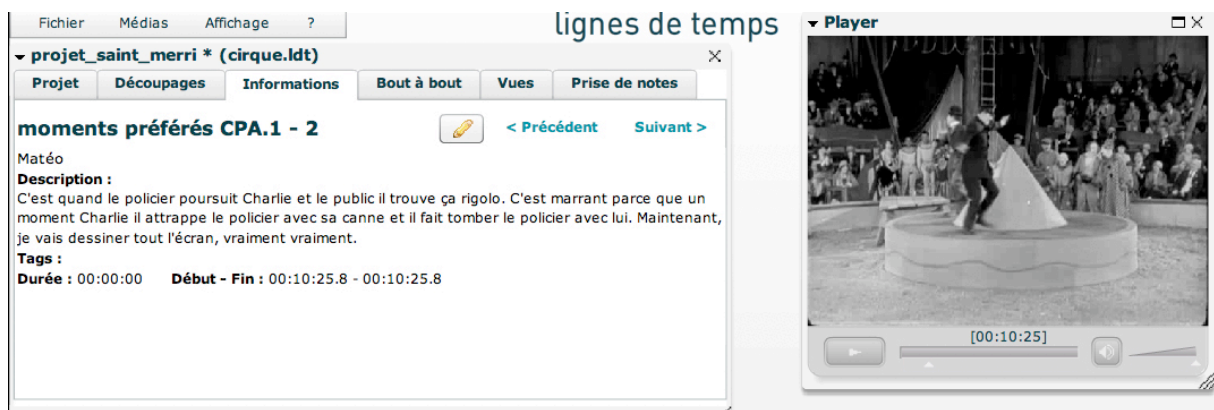 Fichier Médias Affichage ?
lignes de temps
projet_saint_merri * (cirque.ldt)
Projet Découpages Informations Bout à bout Vues Prise de notes
moments préférés CPA.1 - 2
< Précédent Suivant >
Matéo
Description :
C'est quand le policier poursuit Charlie et le public il trouve ça rigolo. C'est marrant parce que un
moment Charlie il attrappe le policier avec sa canne et il fait tomber le policier avec lui. Maintenant,
je vais dessiner tout l'écran, vraiment vraiment.
Tags :
Durée : 00:00:00 Début - Fin : 00:10:25.8 - 00:10:25.8
Player
[00:10:25]